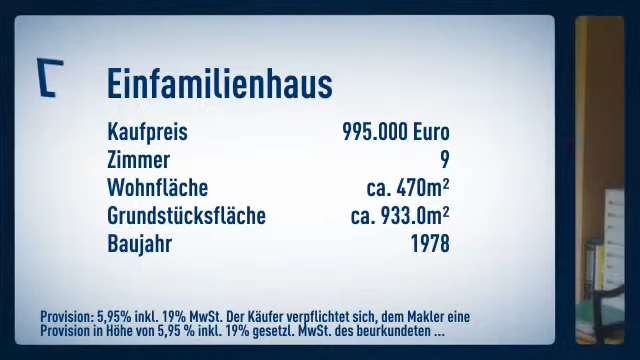 Einfamilienhaus
Kaufpreis 995.000 Euro
Zimmer 9
Wohnfläche ca. 470m²
Grundstücksfläche ca. 933.0m²
Baujahr 1978
Provision: 5,95% inkl. 19% MwSt. Der Käufer verpflichtet sich, dem Makler eine
Provision in Höhe von 5,95 % inkl. 19% gesetzl. MwSt. des beurkundeten ...